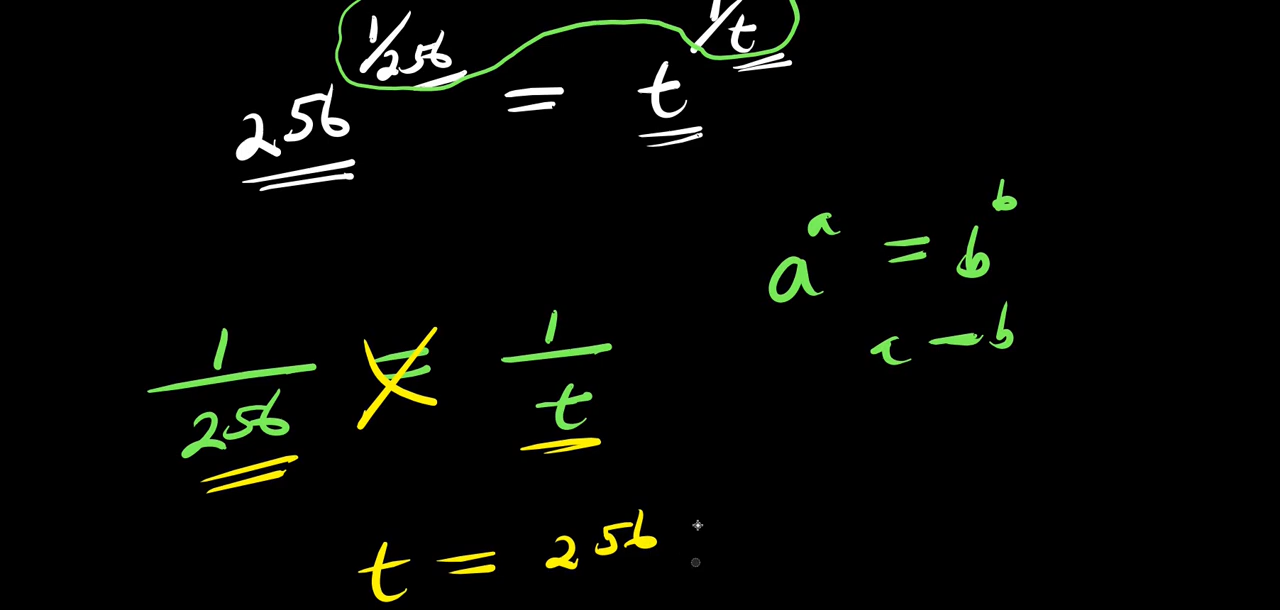 256^(1/256) = t^(1/t)
a^a = b^b
a — b
1/256 = 1/t
t = 256